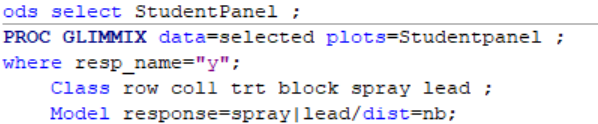 ods select StudentPanel ;
PROC GLIMMIX data=selected plots=Studentpanel ;
where resp_name="y";
Class row coll trt block spray lead ;
Model response=spray|lead/dist=nb;